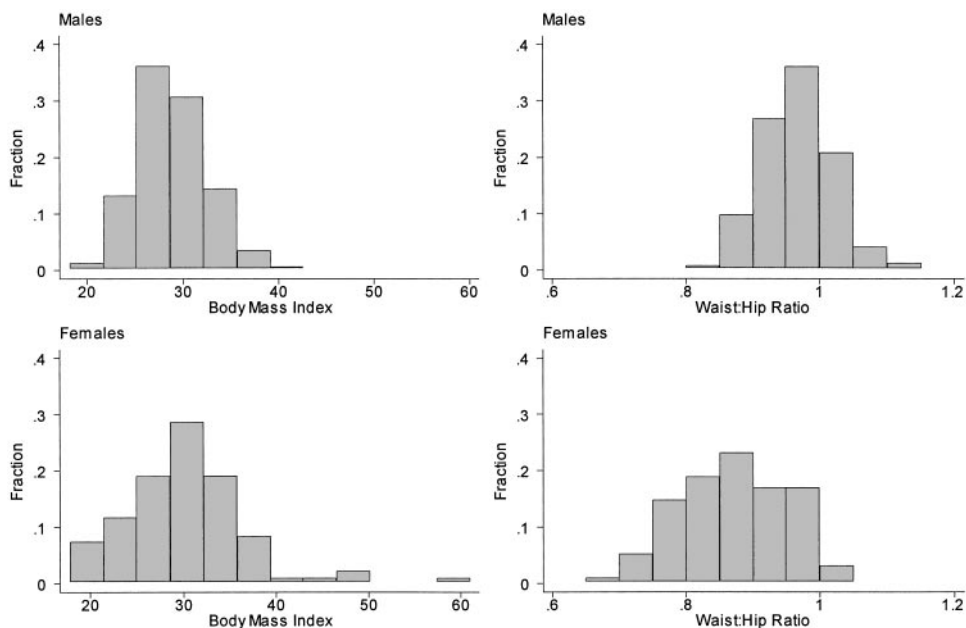 Males
.4
.3
.2
.1
0
Fraction
20 30 40 50 60
Body Mass Index
Males
.4
.3
.2
.1
0
Fraction
.6 .8 1 1.2
Waist:Hip Ratio
Females
.4
.3
.2
.1
0
Fraction
20 30 40 50 60
Body Mass Index
Females
.4
.3
.2
.1
0
Fraction
.6 .8 1 1.2
Waist:Hip Ratio